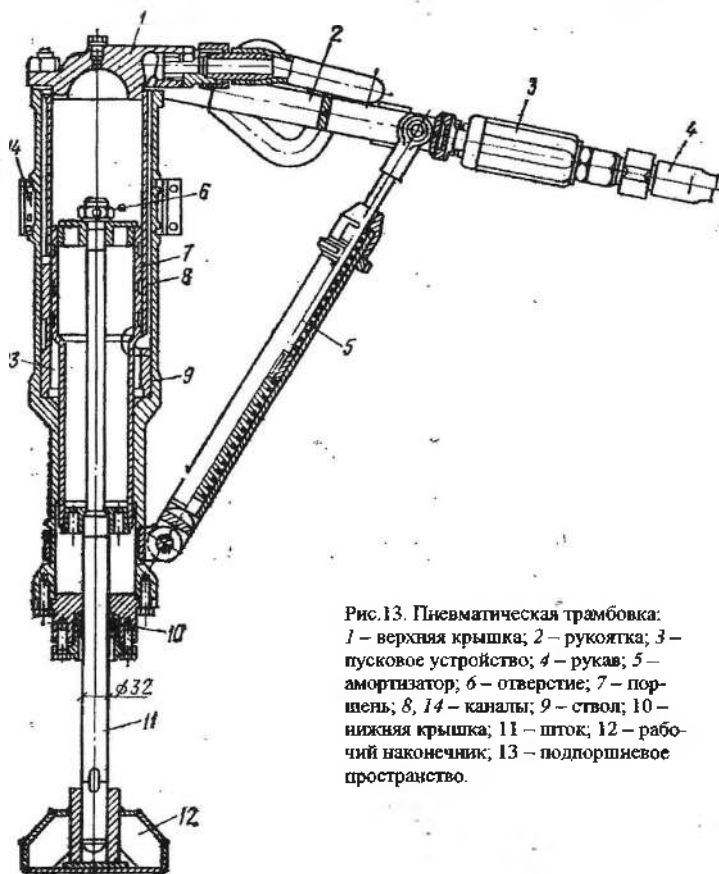 1
2
3
4
14
6
7
8
5
3
9
10
ϕ32
11
12
Рис.13. Пневматическая трамбовка:
1 – верхняя крышка; 2 – рукоятка; 3 –
пусковое устройство; 4 – рукав; 5 –
амортизатор; 6 – отверстие; 7 – пор-
шень; 8, 14 – каналы; 9 – ствол; 10 –
нижняя крышка; 11 – шток; 12 – рабо-
чий наконечник; 13 – подпоршневое
пространство.